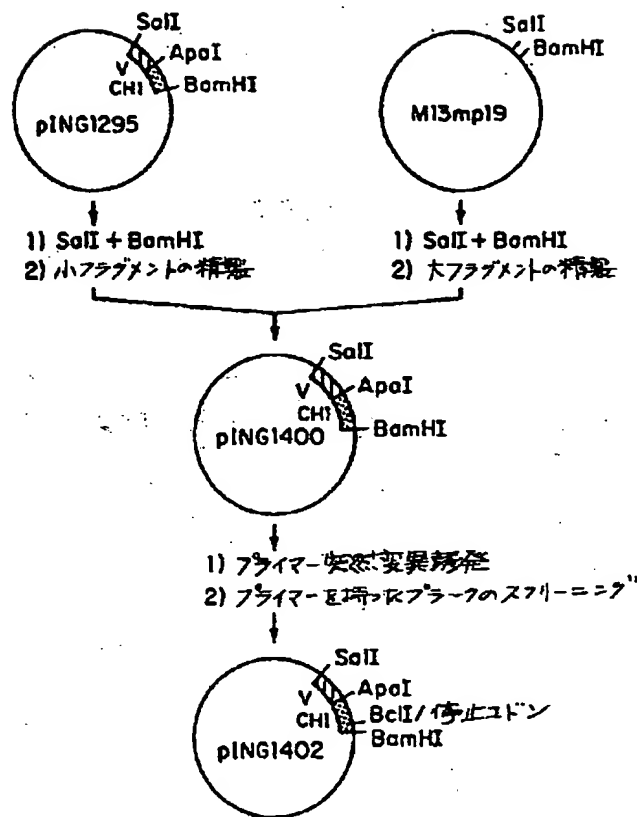 SalI
ApaI
V
CH1
BamHI
pING1295
SalI
BamHI
M13mp19
1) SalI + BamHI
2) 小フラグメントの精製
1) SalI + BamHI
2) 大フラグメントの精製
SalI
V
ApaI
CH1
BamHI
pING1400
1) プライマー突然変異誘発
2) プライマーを持ったプラークのスクリーニング
SalI
V
ApaI
CH1
BclI/停止コドン
BamHI
pING1402